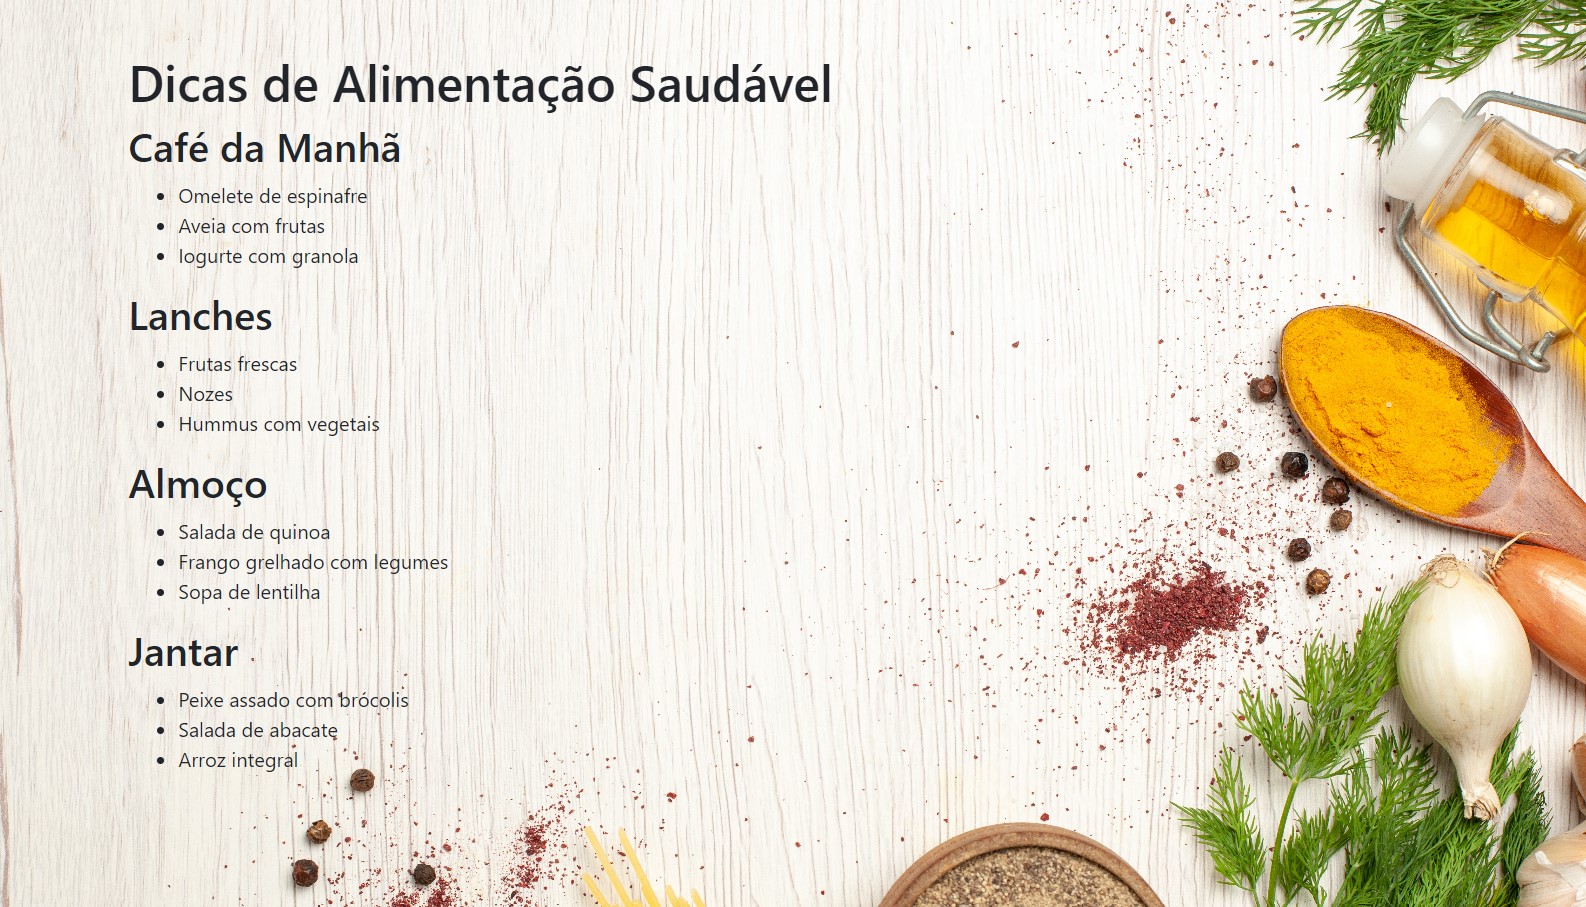 Dicas de Alimentação Saudável
Café da Manhã
Omelete de espinafre
Aveia com frutas
Iogurte com granola
Lanches
Frutas frescas
Nozes
Hummus com vegetais
Almoço
Salada de quinoa
Frango grelhado com legumes
Sopa de lentilha
Jantar
Peixe assado com brócolis
Salada de abacate
Arroz integral